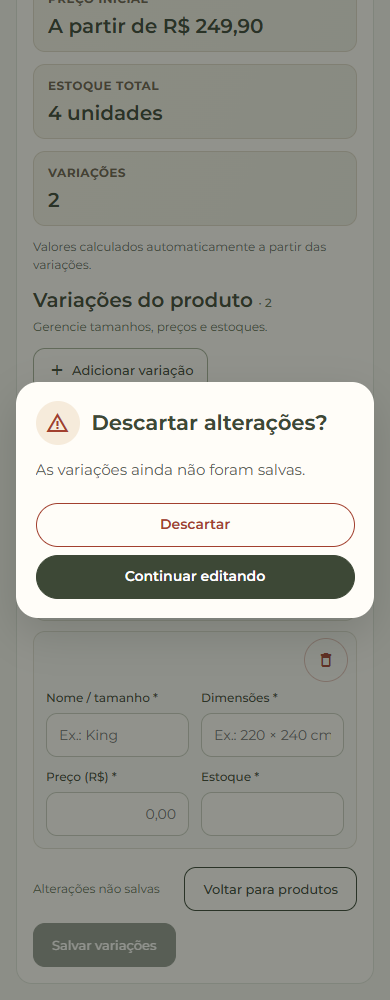 PREÇO INICIAL
A partir de R$ 249,90
ESTOQUE TOTAL
4 unidades
VARIAÇÕES
2
Valores calculados automaticamente a partir das
variações.
Variações do produto · 2
Gerencie tamanhos, preços e estoques.
+ Adicionar variação
Descartar alterações?
As variações ainda não foram salvas.
Descartar
Continuar editando
Nome / tamanho * Dimensões *
Ex.: King Ex.: 220 × 240 cm
Preço (R$) * Estoque *
0,00
Alterações não salvas Voltar para produtos
Salvar variações